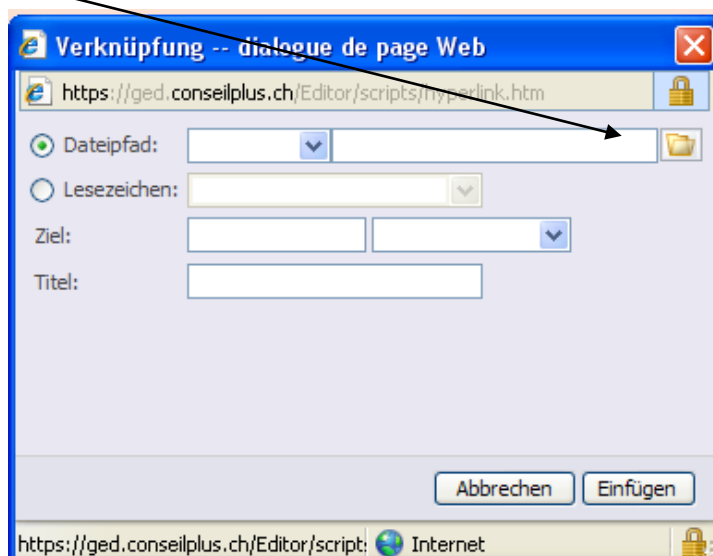 Verknüpfung -- dialogue de page Web
https://ged.conseilplus.ch/Editor/scripts/hyperlink.htm
Dateipfad:
Lesezeichen:
Ziel:
Titel:
Abbrechen Einfügen
https://ged.conseilplus.ch/Editor/script: Internet